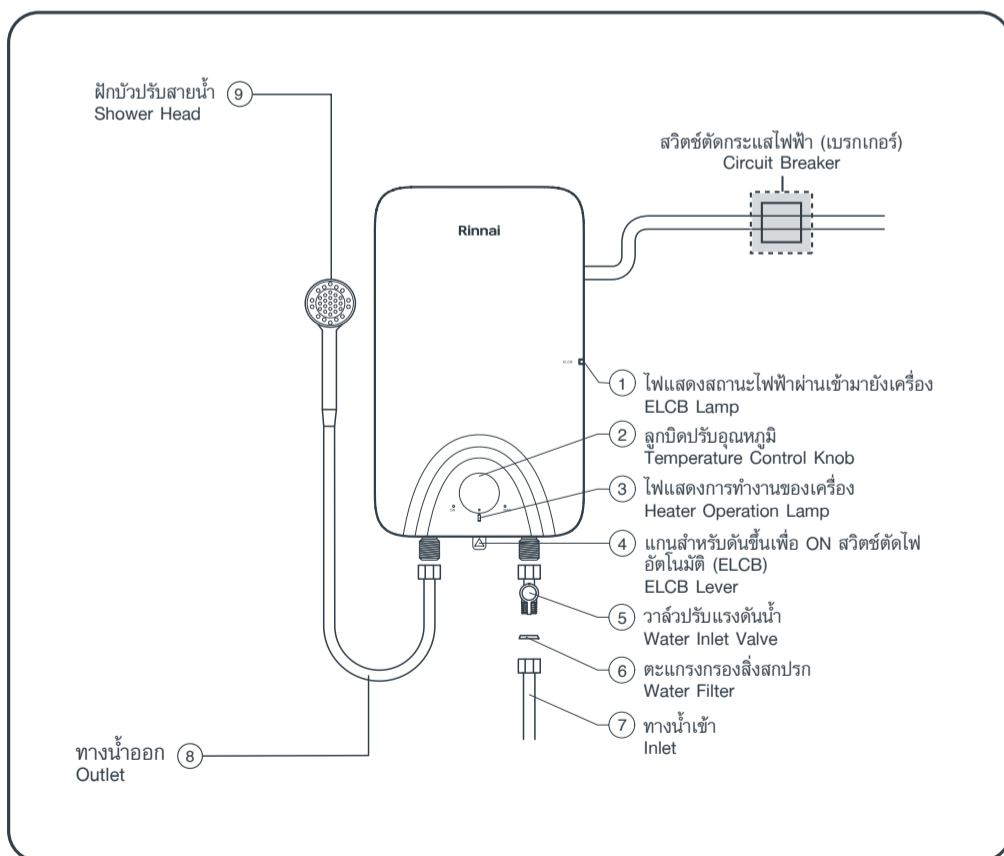 ฝักบัวปรับสายน้ำ 9
Shower Head
สวิตช์ตัดกระแสไฟฟ้า (เบรกเกอร์)
Circuit Breaker
Rinnai
ELCB
1 ไฟแสดงสถานะไฟฟ้าผ่านเข้ามายังเครื่อง
ELCB Lamp
2 ลูกบิดปรับอุณหภูมิ
Temperature Control Knob
3 ไฟแสดงการทำงานของเครื่อง
Heater Operation Lamp
4 แกนสำหรับดันขึ้นเพื่อ ON สวิตช์ตัดไฟ
อัตโนมัติ (ELCB)
ELCB Lever
5 วาล์วปรับแรงดันน้ำ
Water Inlet Valve
6 ตะแกรงกรองสิ่งสกปรก
Water Filter
7 ทางน้ำเข้า
Inlet
ทางน้ำออก 8
Outlet